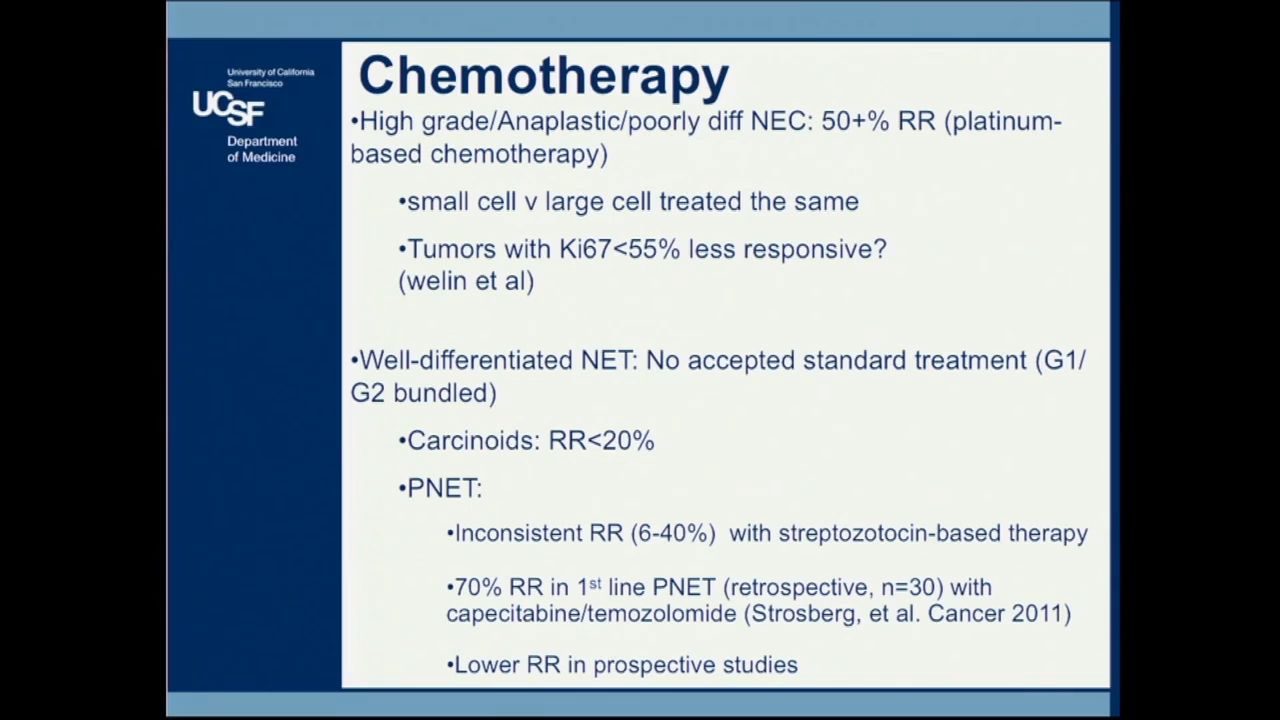 University of California
San Francisco
UCSF
Department
of Medicine
Chemotherapy
•High grade/Anaplastic/poorly diff NEC: 50+% RR (platinum-
based chemotherapy)
•small cell v large cell treated the same
•Tumors with Ki67<55% less responsive?
(welin et al)
•Well-differentiated NET: No accepted standard treatment (G1/
G2 bundled)
•Carcinoids: RR<20%
•PNET:
•Inconsistent RR (6-40%) with streptozotocin-based therapy
•70% RR in 1st line PNET (retrospective, n=30) with
capecitabine/temozolomide (Strosberg, et al. Cancer 2011)
•Lower RR in prospective studies